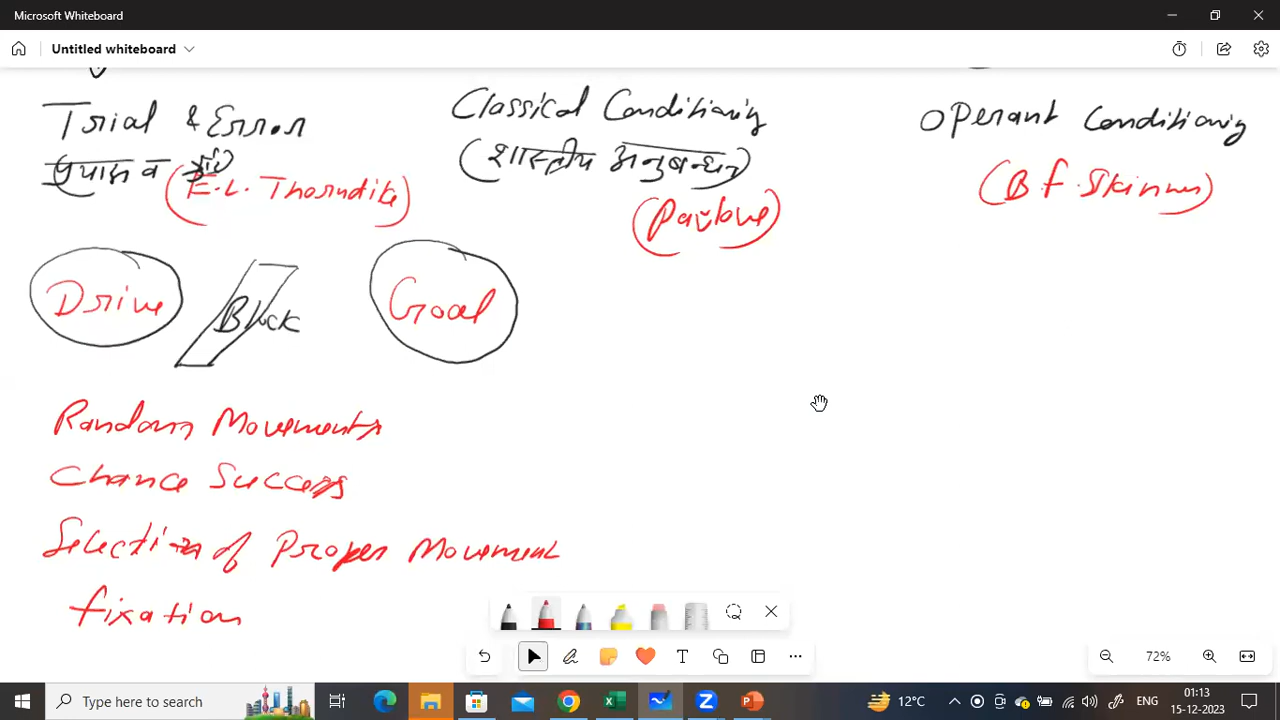 Microsoft Whiteboard
Untitled whiteboard
Trial & Error
प्रयास व
(E.L. Thorndike)
Classical Conditioning
(शास्त्रीय अनुबन्धन)
(Pavlove)
Operant Conditioning
(B f. Skinner)
Drive
Block
Goal
Random Movements
Chance Success
Selection of Proper Movement
fixation
72%
Type here to search
12°C
ENG
01:13
15-12-2023